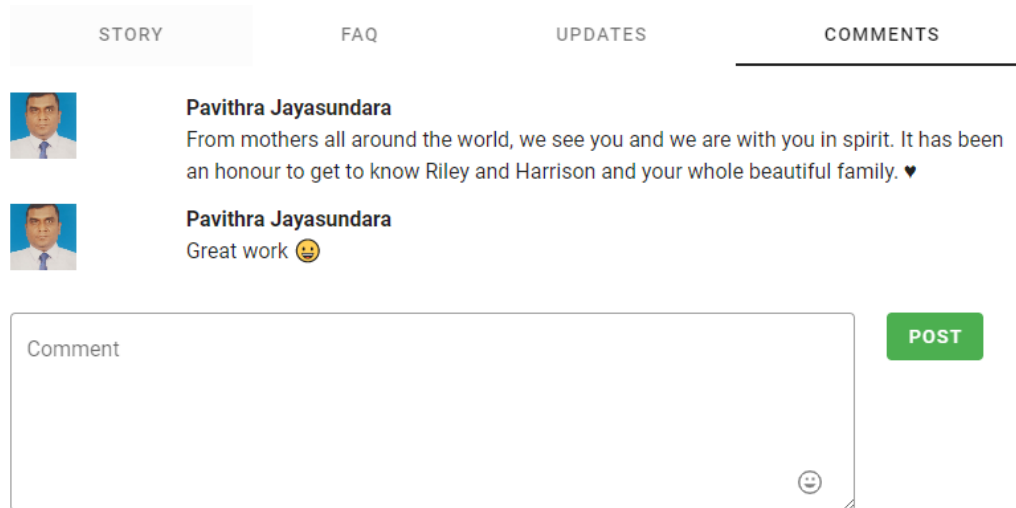 STORY FAQ UPDATES COMMENTS
Pavithra Jayasundara
From mothers all around the world, we see you and we are with you in spirit. It has been
an honour to get to know Riley and Harrison and your whole beautiful family. ♥
Pavithra Jayasundara
Great work 😀
Comment
POST